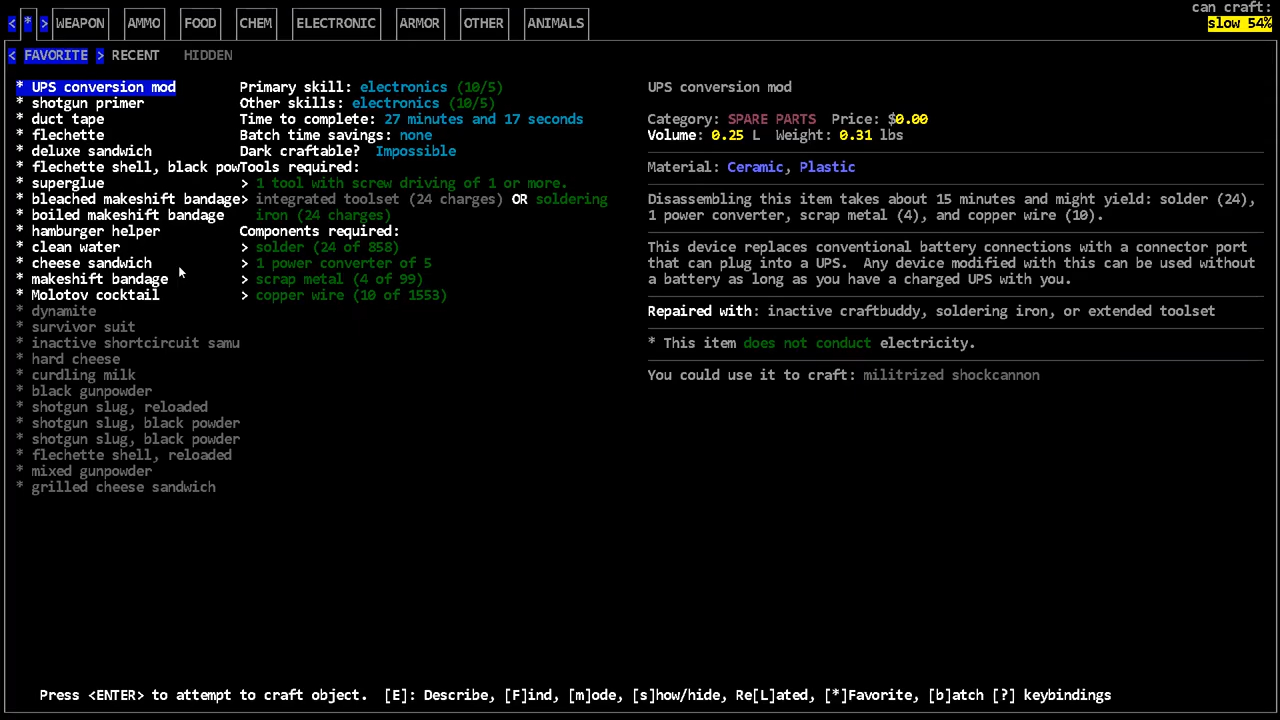 can craft:
< * > WEAPON AMMO FOOD CHEM ELECTRONIC ARMOR OTHER ANIMALS slow 54%
< FAVORITE > RECENT HIDDEN
* UPS conversion mod
* shotgun primer
* duct tape
* flechette
* deluxe sandwich
* flechette shell, black pow
* superglue
* bleached makeshift bandage
* boiled makeshift bandage
* hamburger helper
* clean water
* cheese sandwich
* makeshift bandage
* Molotov cocktail
* dynamite
* survivor suit
* inactive shortcircuit samu
* hard cheese
* curdling milk
* black gunpowder
* shotgun slug, reloaded
* shotgun slug, black powder
* shotgun slug, black powder
* flechette shell, reloaded
* mixed gunpowder
* grilled cheese sandwich
Primary skill: electronics (10/5)
Other skills: electronics (10/5)
Time to complete: 27 minutes and 17 seconds
Batch time savings: none
Dark craftable? Impossible
Tools required:
> 1 tool with screw driving of 1 or more.
> integrated toolset (24 charges) OR soldering
iron (24 charges)
Components required:
> solder (24 of 858)
> 1 power converter of 5
> scrap metal (4 of 99)
> copper wire (10 of 1553)
UPS conversion mod
Category: SPARE PARTS Price: $0.00
Volume: 0.25 L Weight: 0.31 lbs
Material: Ceramic, Plastic
Disassembling this item takes about 15 minutes and might yield: solder (24),
1 power converter, scrap metal (4), and copper wire (10).
This device replaces conventional battery connections with a connector port
that can plug into a UPS. Any device modified with this can be used without
a battery as long as you have a charged UPS with you.
Repaired with: inactive craftbuddy, soldering iron, or extended toolset
* This item does not conduct electricity.
You could use it to craft: militrized shockcannon
Press <ENTER> to attempt to craft object. [E]: Describe, [F]ind, [m]ode, [s]how/hide, Re[L]ated, [*]Favorite, [b]atch [?] keybindings